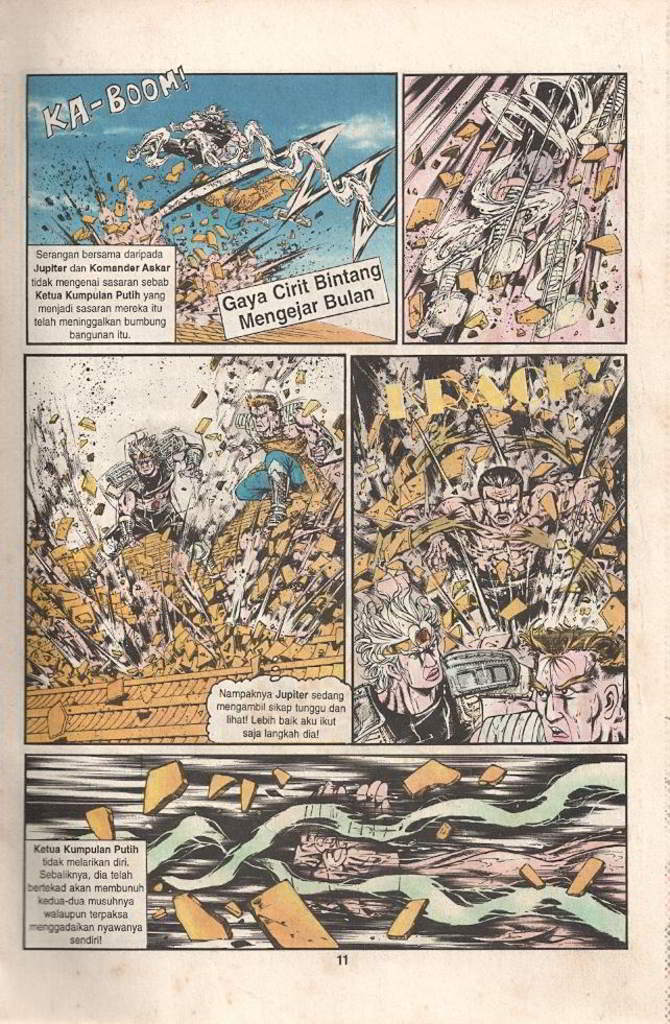 KA-BOOM!
Serangan bersama daripada
Jupiter dan Komander Askar
tidak mengenai sasaran sebab
Ketua Kumpulan Putih yang
menjadi sasaran mereka itu
telah meninggalkan bumbung
bangunan itu.
Gaya Cirit Bintang
Mengejar Bulan
Nampaknya Jupiter sedang
mengambil sikap tunggu dan
lihat! Lebih baik aku ikut
saja langkah dia!
Ketua Kumpulan Putih
tidak melarikan diri.
Sebaliknya, dia telah
bertekad akan membunuh
kedua-dua musuhnya
walaupun terpaksa
menggadaikan nyawanya
sendiri!
11